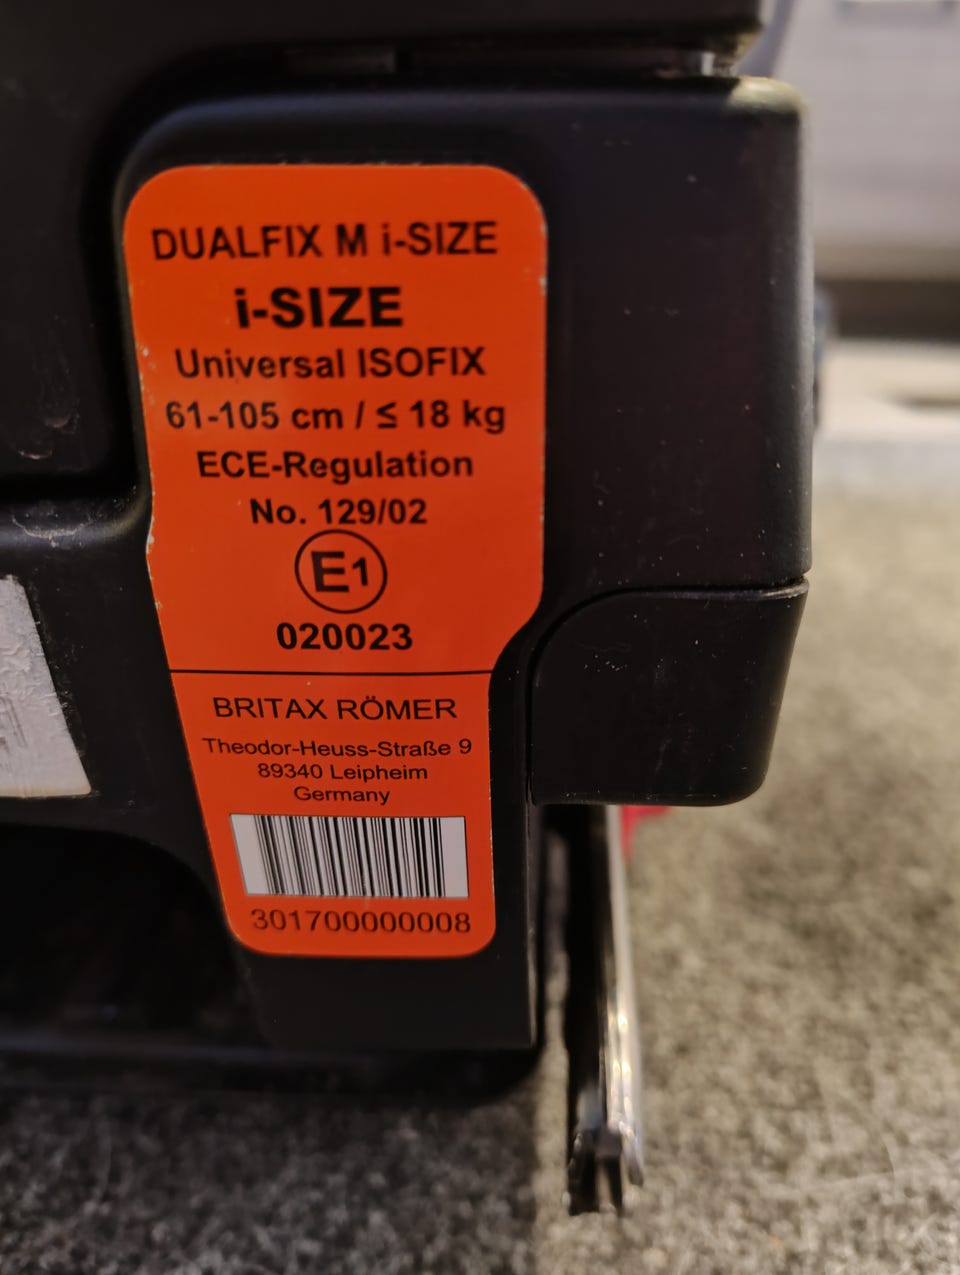 DUALFIX M i-SIZE
i-SIZE
Universal ISOFIX
61-105 cm / ≤ 18 kg
ECE-Regulation
No. 129/02
E1
020023
BRITAX RÖMER
Theodor-Heuss-Straße 9
89340 Leipheim
Germany
301700000008